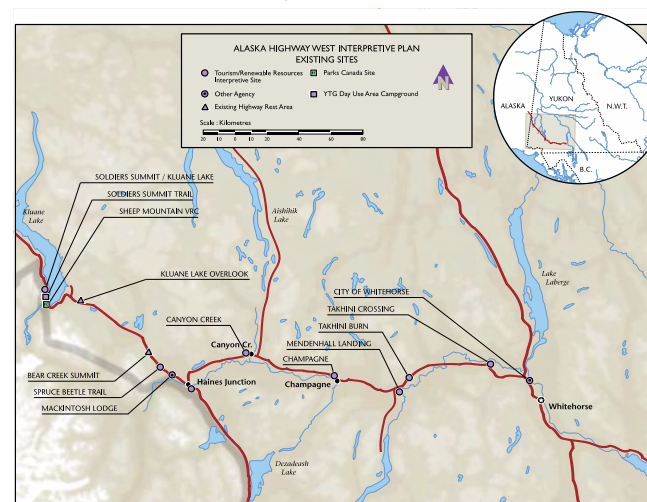 ALASKA HIGHWAY WEST INTERPRETIVE PLAN
EXISTING SITES
Tourism/Renewable Resources
Interpretive Site
Parks Canada Site
Other Agency
YTG Day Use Area Campground
Existing Highway Rest Area
N
Scale : Kilometres
20 10 0 20 40 60 80
ALASKA
YUKON
N.W.T.
B.C.
SOLDIERS SUMMIT / KLUANE LAKE
SOLDIERS SUMMIT TRAIL
SHEEP MOUNTAIN VRC
Kluane
Lake
Aishihik
Lake
KLUANE LAKE OVERLOOK
Lake
Laberge
CITY OF WHITEHORSE
TAKHINI CROSSING
CANYON CREEK
TAKHINI BURN
Canyon Cr.
MENDENHALL LANDING
CHAMPAGNE
BEAR CREEK SUMMIT
Haines Junction
Champagne
SPRUCE BEETLE TRAIL
MACKINTOSH LODGE
Whitehorse
Dezadeash
Lake